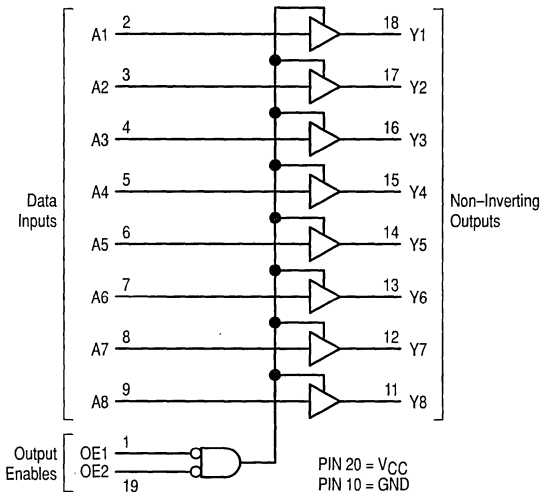 2 18
A1 Y1
3 17
A2 Y2
4 16
A3 Y3
5 15
A4 Y4
Data Inputs
Non–Inverting Outputs
6 14
A5 Y5
7 13
A6 Y6
8 12
A7 Y7
9 11
A8 Y8
Output Enables
1
OE1
OE2
19
PIN 20 = VCC
PIN 10 = GND